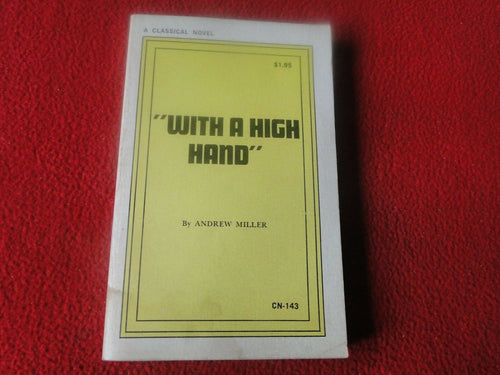 A CLASSICAL NOVEL
$1.95
"WITH A HIGH
HAND"
By ANDREW MILLER
CN-143